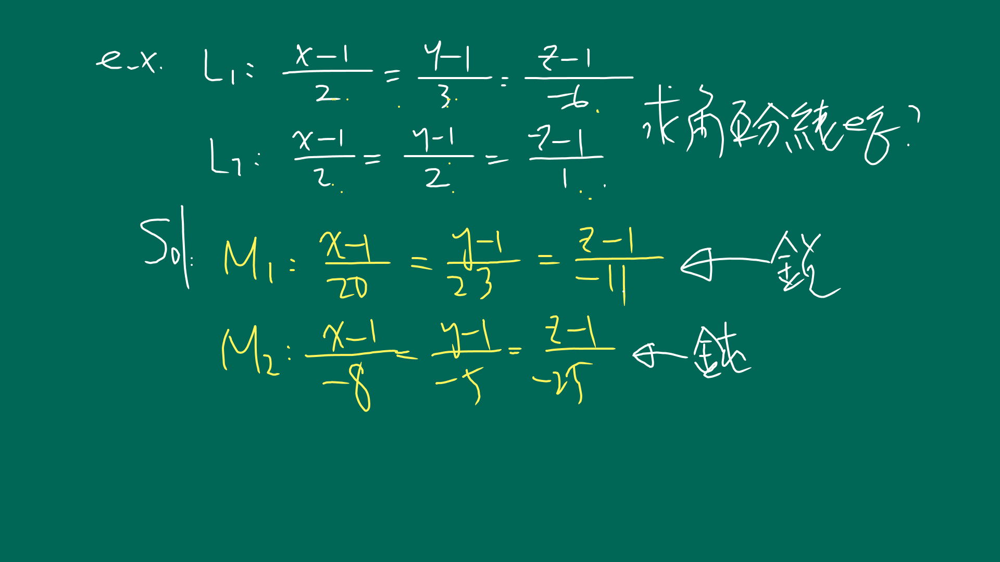 e.x. L₁: (x-1)/2 = (y-1)/3 = (z-1)/-6
L₂: (x-1)/2 = (y-1)/2 = (z-1)/1 求角平分線eq?
Sol: M₁: (x-1)/20 = (y-1)/23 = (z-1)/-11 ← 銳
M₂: (x-1)/-8 = (y-1)/-5 = (z-1)/-25 ← 鈍